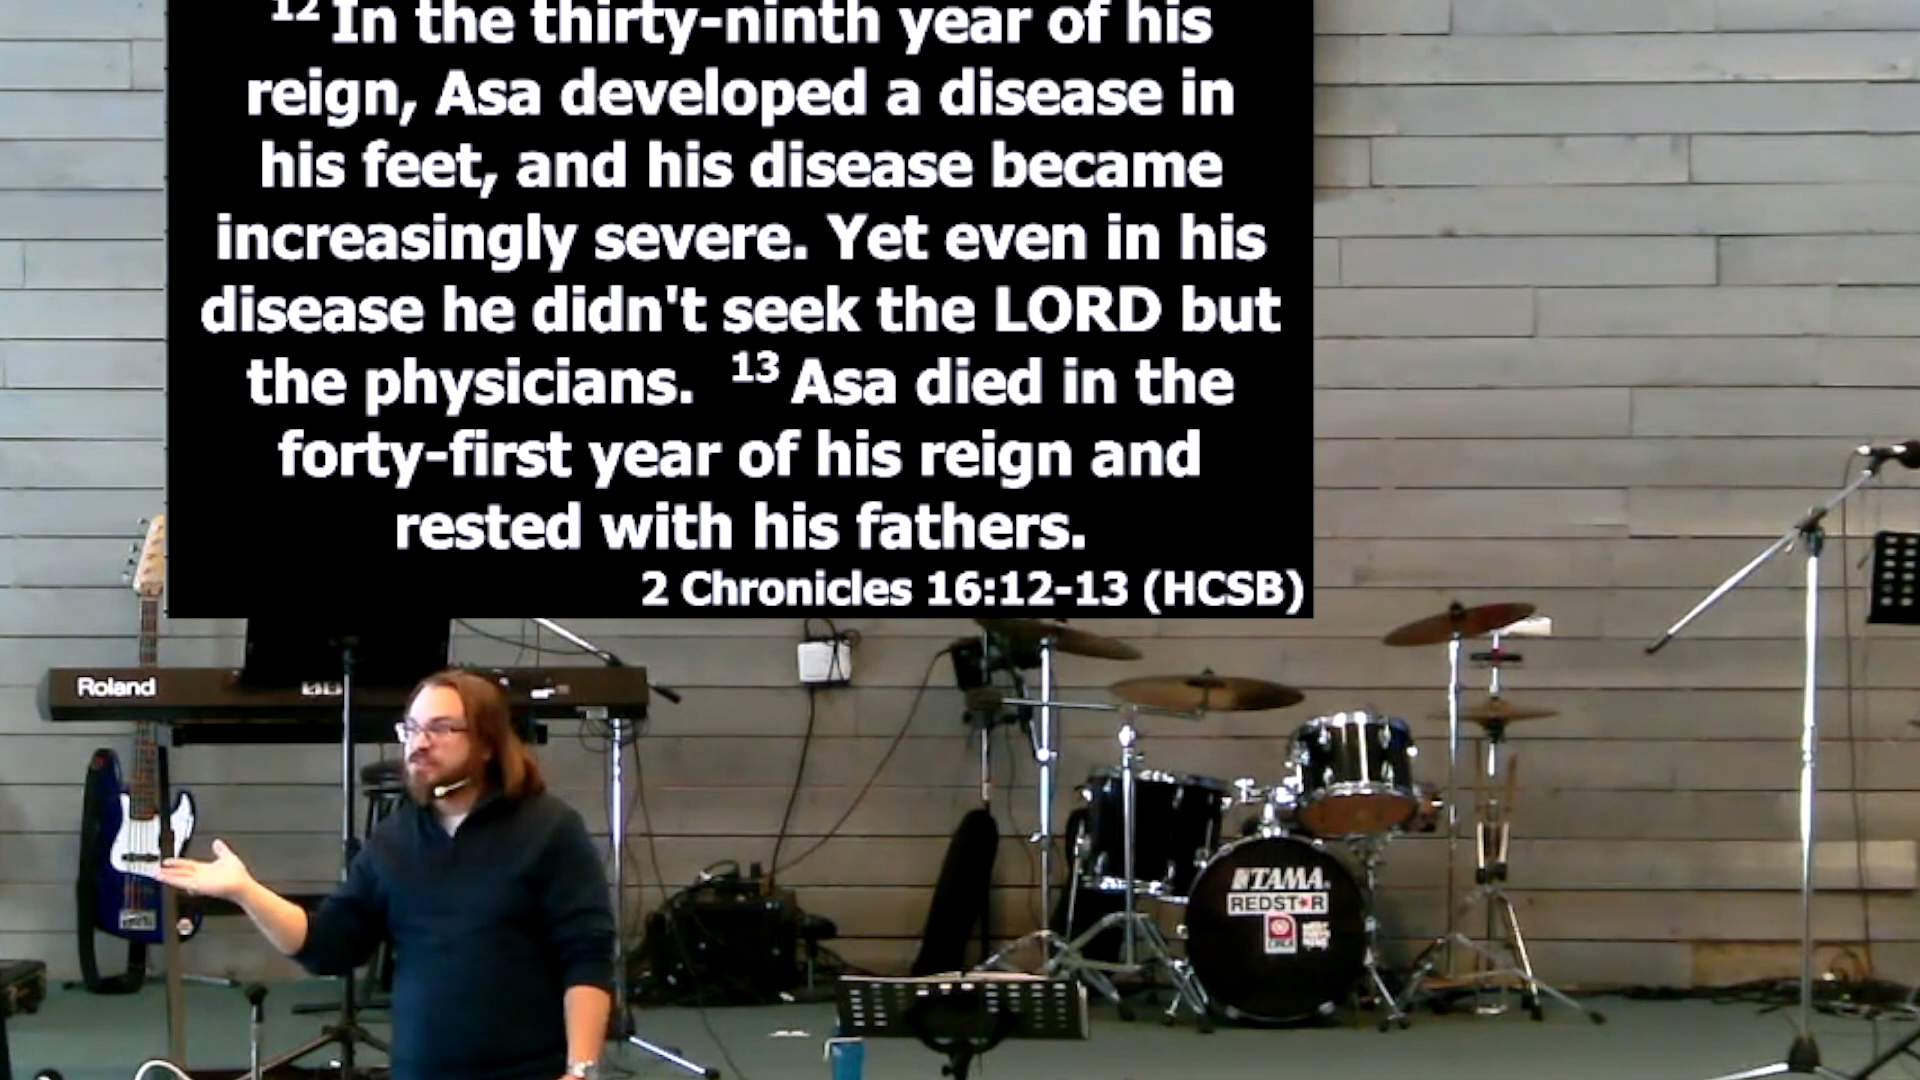 12 In the thirty-ninth year of his
reign, Asa developed a disease in
his feet, and his disease became
increasingly severe. Yet even in his
disease he didn't seek the LORD but
the physicians. 13 Asa died in the
forty-first year of his reign and
rested with his fathers.
2 Chronicles 16:12-13 (HCSB)
Roland
TAMA
REDST★R